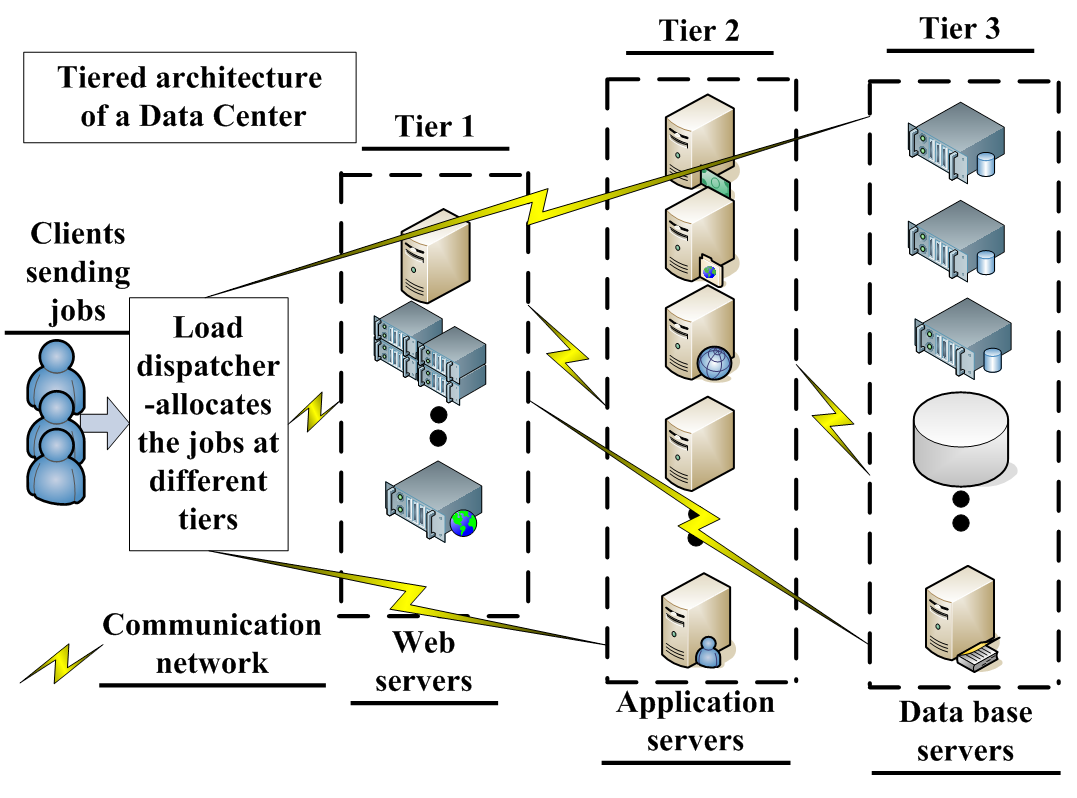 Tiered architecture
of a Data Center
Tier 1
Tier 2
Tier 3
Clients
sending
jobs
Load
dispatcher
-allocates
the jobs at
different
tiers
Communication
network
Web
servers
Application
servers
Data base
servers